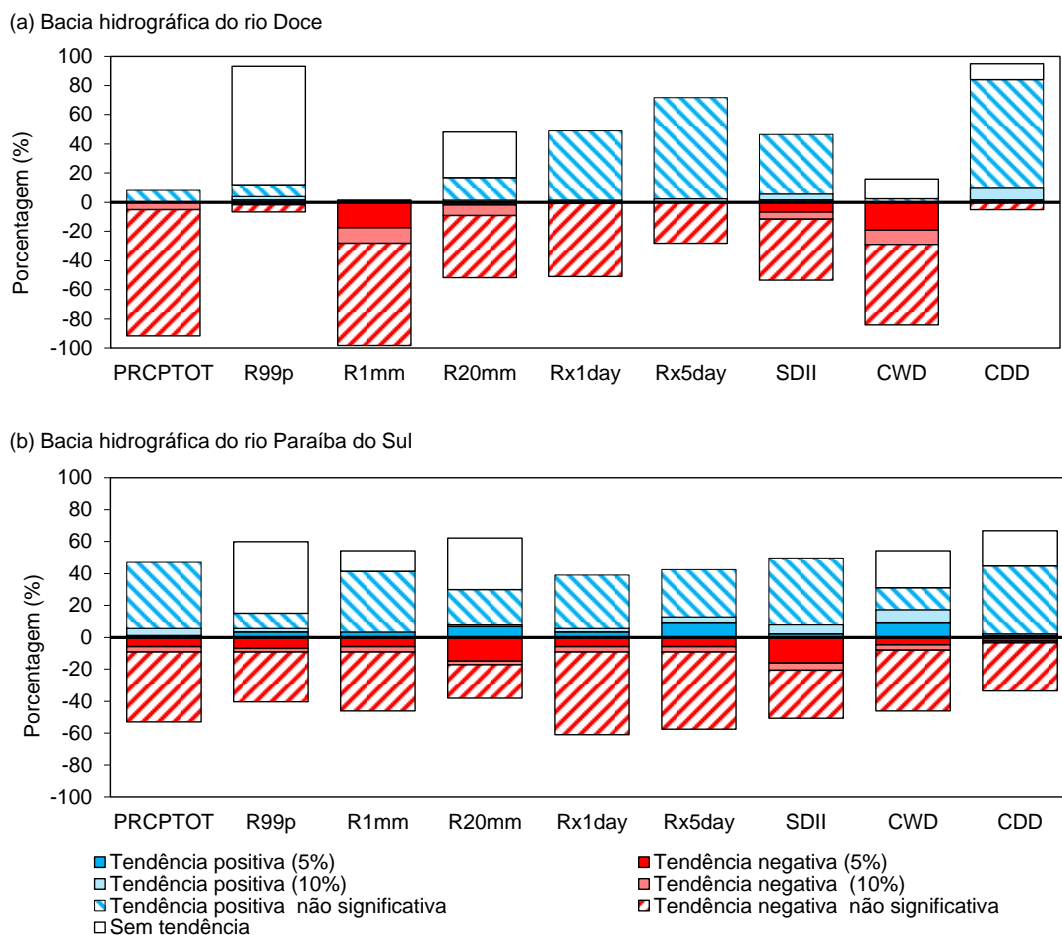 (a) Bacia hidrográfica do rio Doce
Porcentagem (%)
100
80
60
40
20
0
-20
-40
-60
-80
-100
PRCPTOT R99p R1mm R20mm Rx1day Rx5day SDII CWD CDD
(b) Bacia hidrográfica do rio Paraíba do Sul
Porcentagem (%)
100
80
60
40
20
0
-20
-40
-60
-80
-100
PRCPTOT R99p R1mm R20mm Rx1day Rx5day SDII CWD CDD
Tendência positiva (5%)
Tendência negativa (5%)
Tendência positiva (10%)
Tendência negativa (10%)
Tendência positiva não significativa
Tendência negativa não significativa
Sem tendência